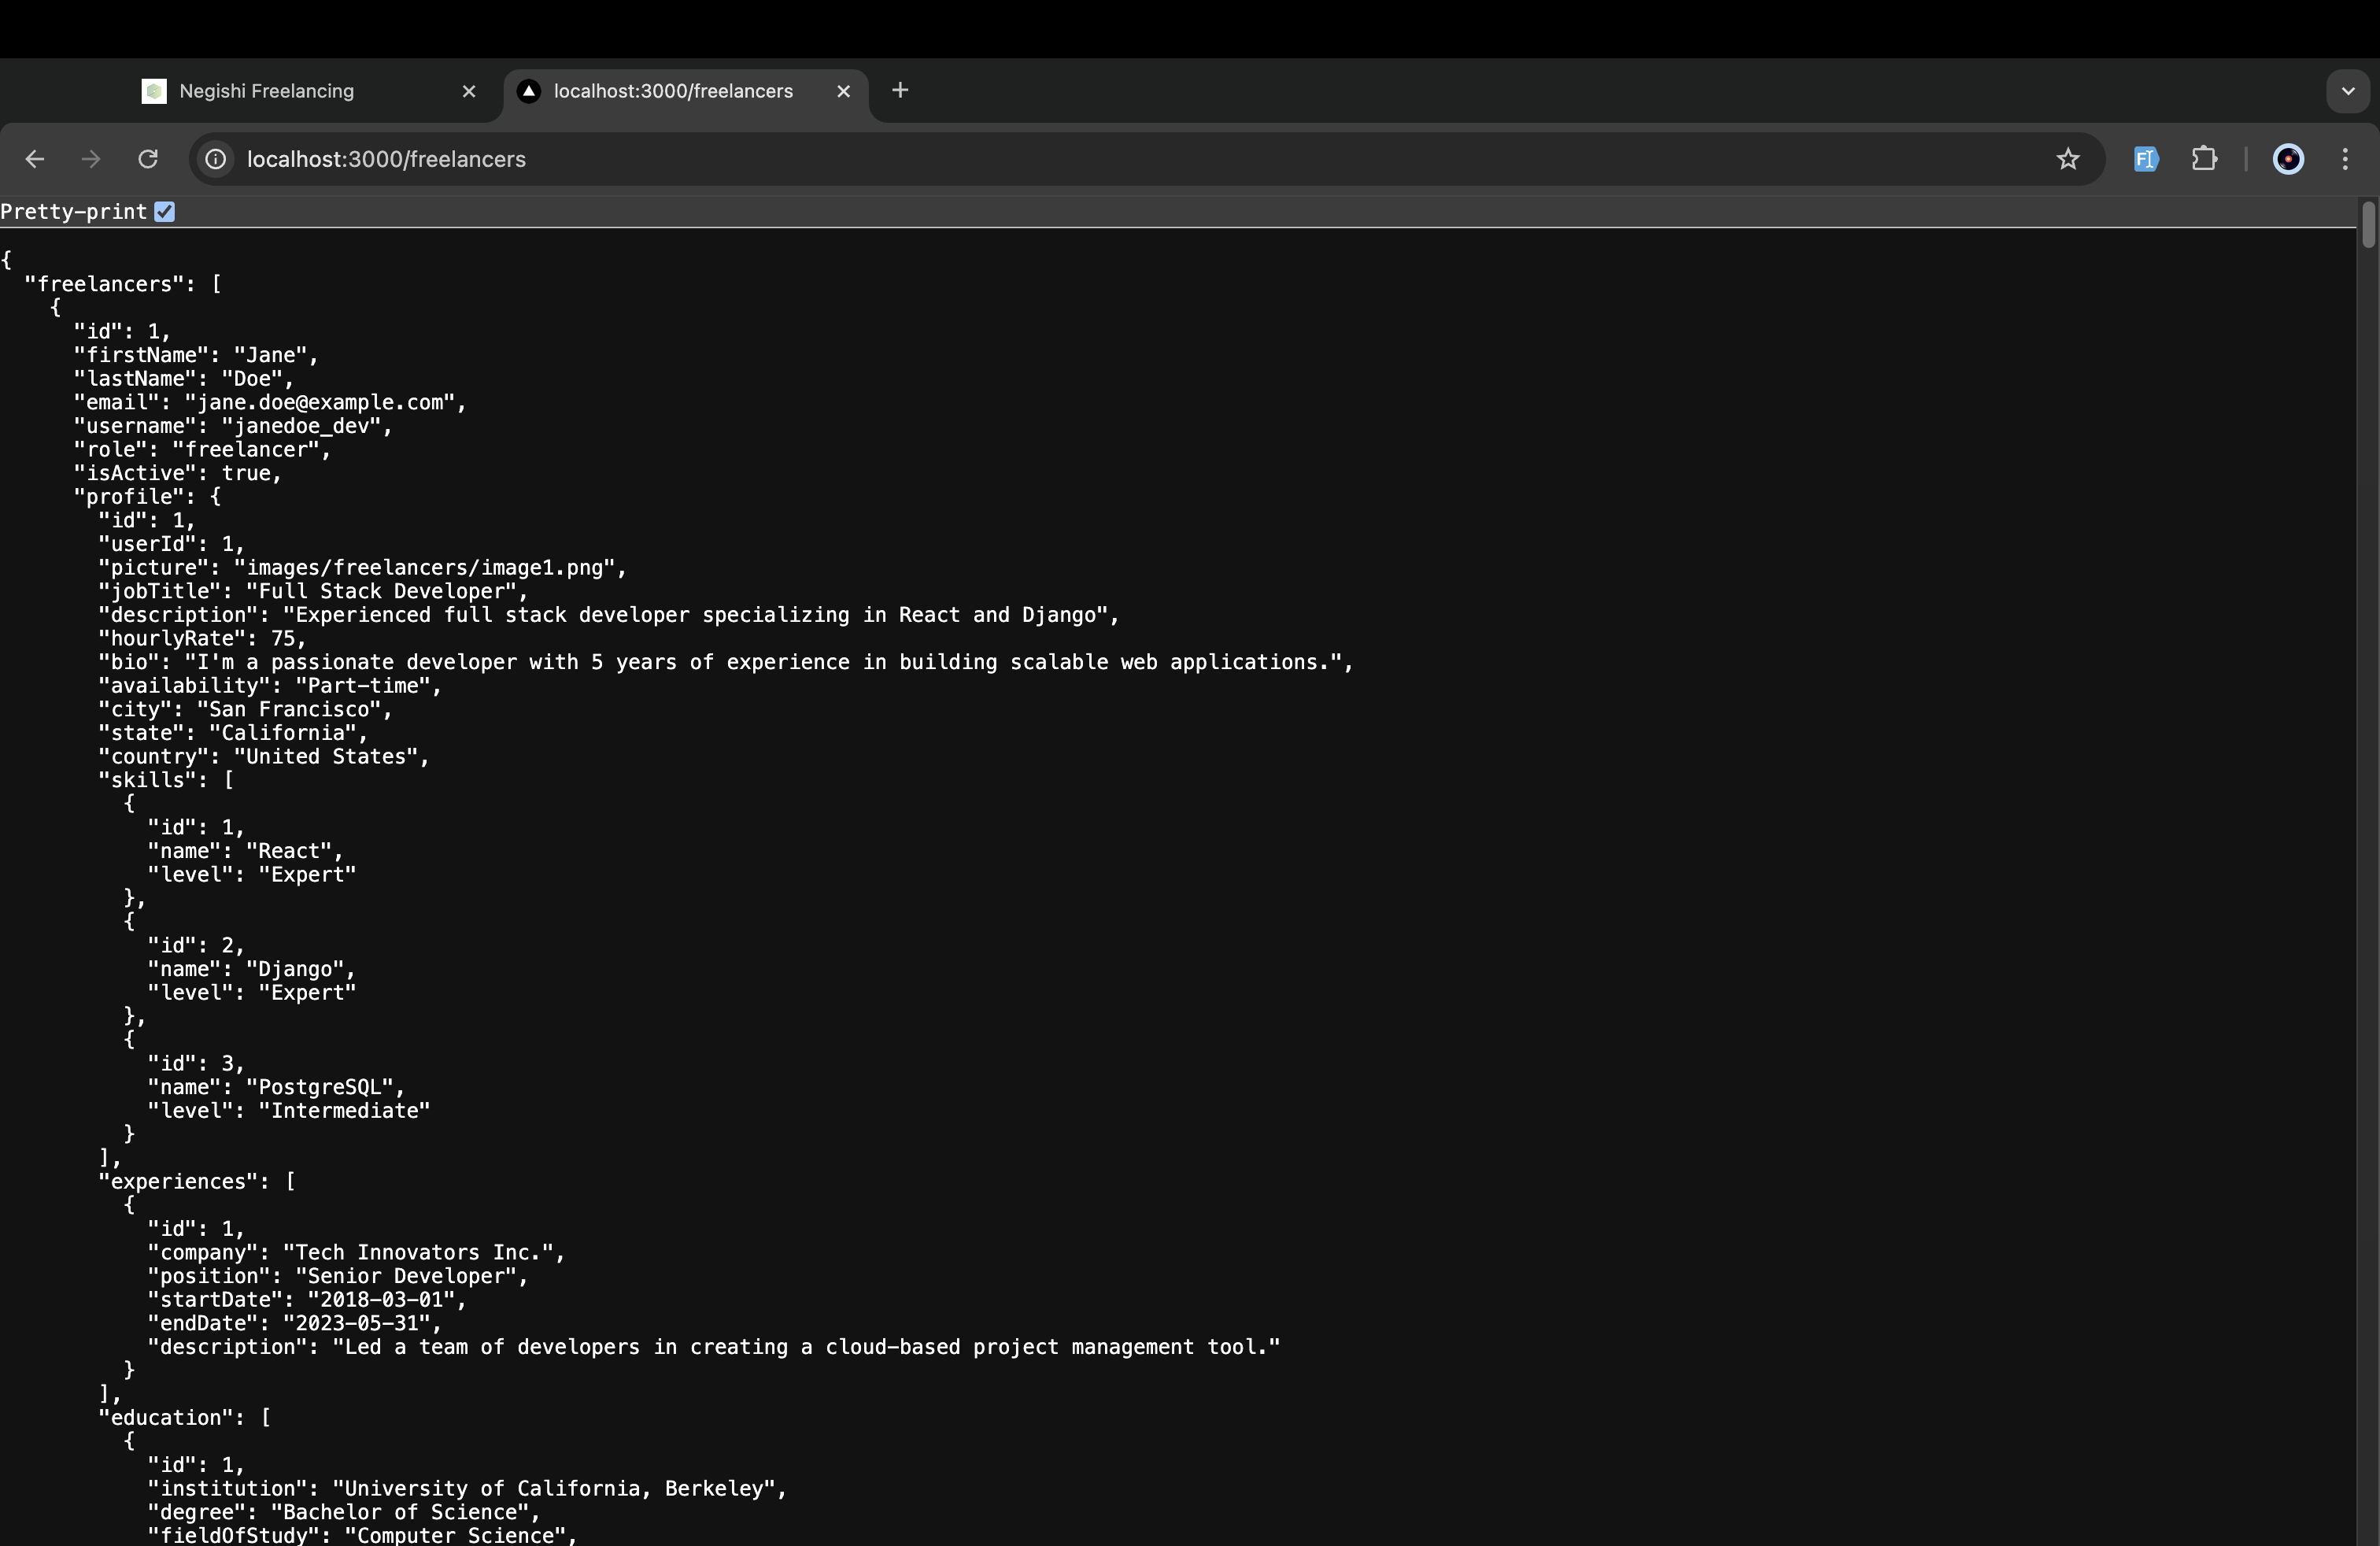 Negishi Freelancing
localhost:3000/freelancers
localhost:3000/freelancers
Pretty-print
{
  "freelancers": [
    {
      "id": 1,
      "firstName": "Jane",
      "lastName": "Doe",
      "email": "jane.doe@example.com",
      "username": "janedoe_dev",
      "role": "freelancer",
      "isActive": true,
      "profile": {
        "id": 1,
        "userId": 1,
        "picture": "images/freelancers/image1.png",
        "jobTitle": "Full Stack Developer",
        "description": "Experienced full stack developer specializing in React and Django",
        "hourlyRate": 75,
        "bio": "I'm a passionate developer with 5 years of experience in building scalable web applications.",
        "availability": "Part-time",
        "city": "San Francisco",
        "state": "California",
        "country": "United States",
        "skills": [
          {
            "id": 1,
            "name": "React",
            "level": "Expert"
          },
          {
            "id": 2,
            "name": "Django",
            "level": "Expert"
          },
          {
            "id": 3,
            "name": "PostgreSQL",
            "level": "Intermediate"
          }
        ],
        "experiences": [
          {
            "id": 1,
            "company": "Tech Innovators Inc.",
            "position": "Senior Developer",
            "startDate": "2018-03-01",
            "endDate": "2023-05-31",
            "description": "Led a team of developers in creating a cloud-based project management tool."
          }
        ],
        "education": [
          {
            "id": 1,
            "institution": "University of California, Berkeley",
            "degree": "Bachelor of Science",
            "fieldOfStudy": "Computer Science",